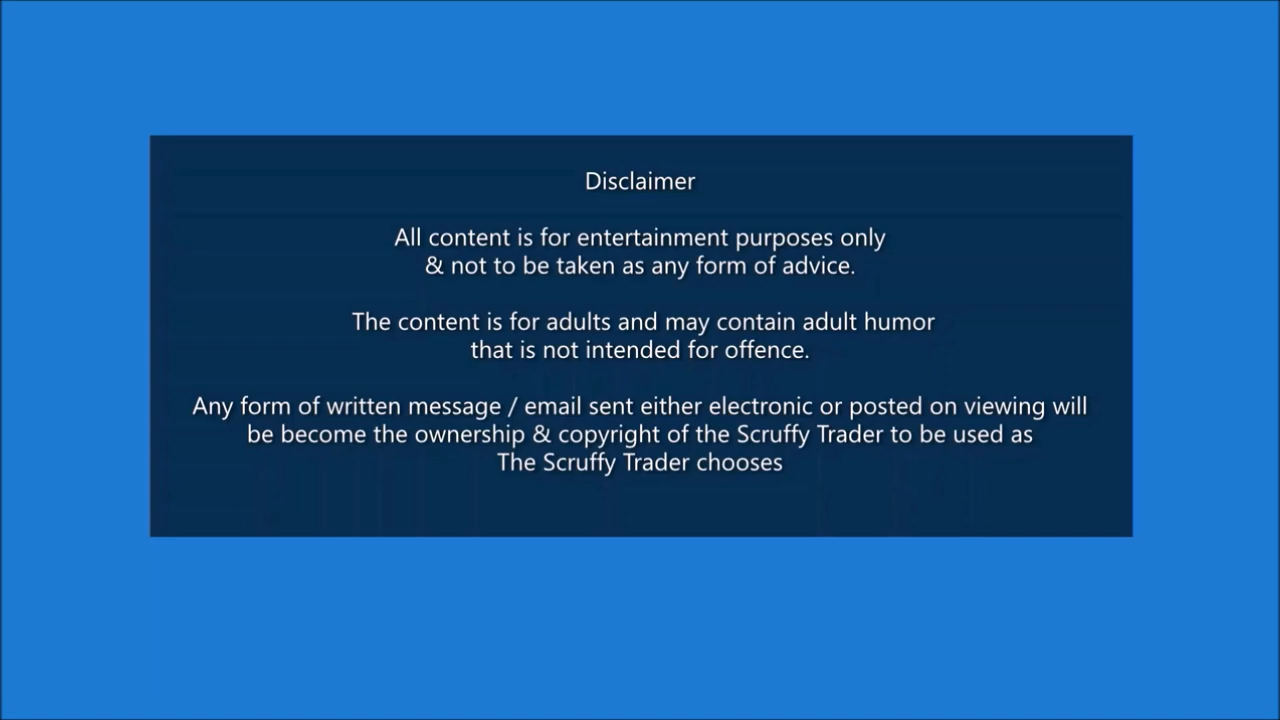 Disclaimer
All content is for entertainment purposes only
& not to be taken as any form of advice.
The content is for adults and may contain adult humor
that is not intended for offence.
Any form of written message / email sent either electronic or posted on viewing will
be become the ownership & copyright of the Scruffy Trader to be used as
The Scruffy Trader chooses